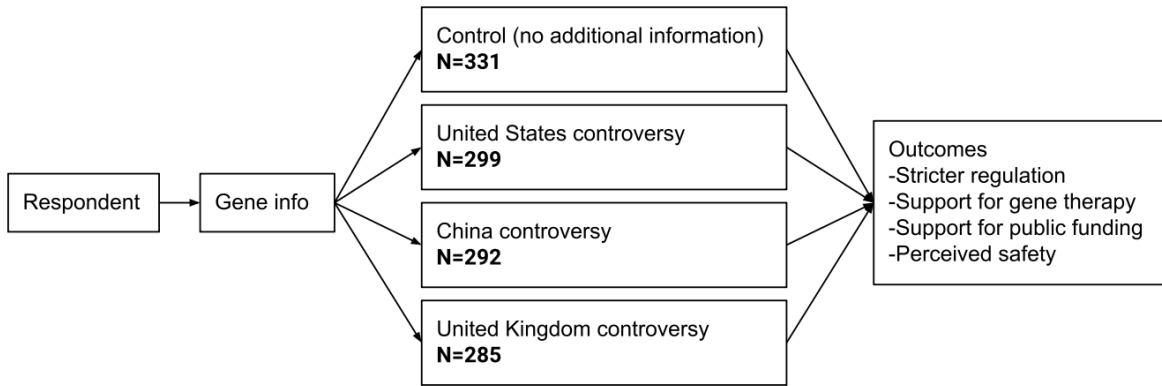 Respondent
Gene info
Control (no additional information)
N=331
United States controversy
N=299
China controversy
N=292
United Kingdom controversy
N=285
Outcomes
-Stricter regulation
-Support for gene therapy
-Support for public funding
-Perceived safety